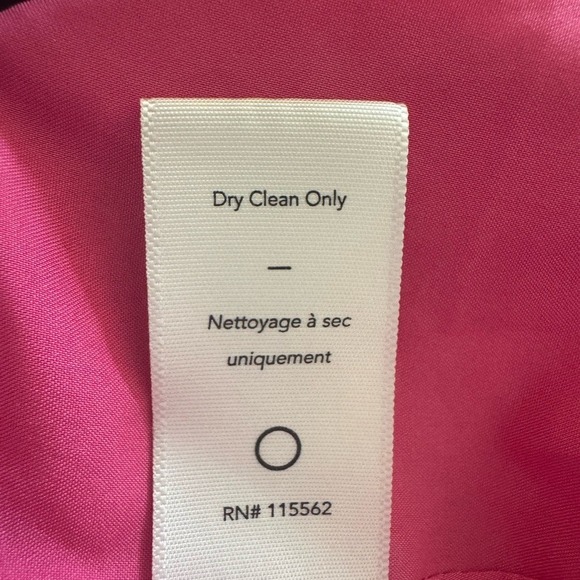 Dry Clean Only
—
Nettoyage à sec
uniquement
RN# 115562